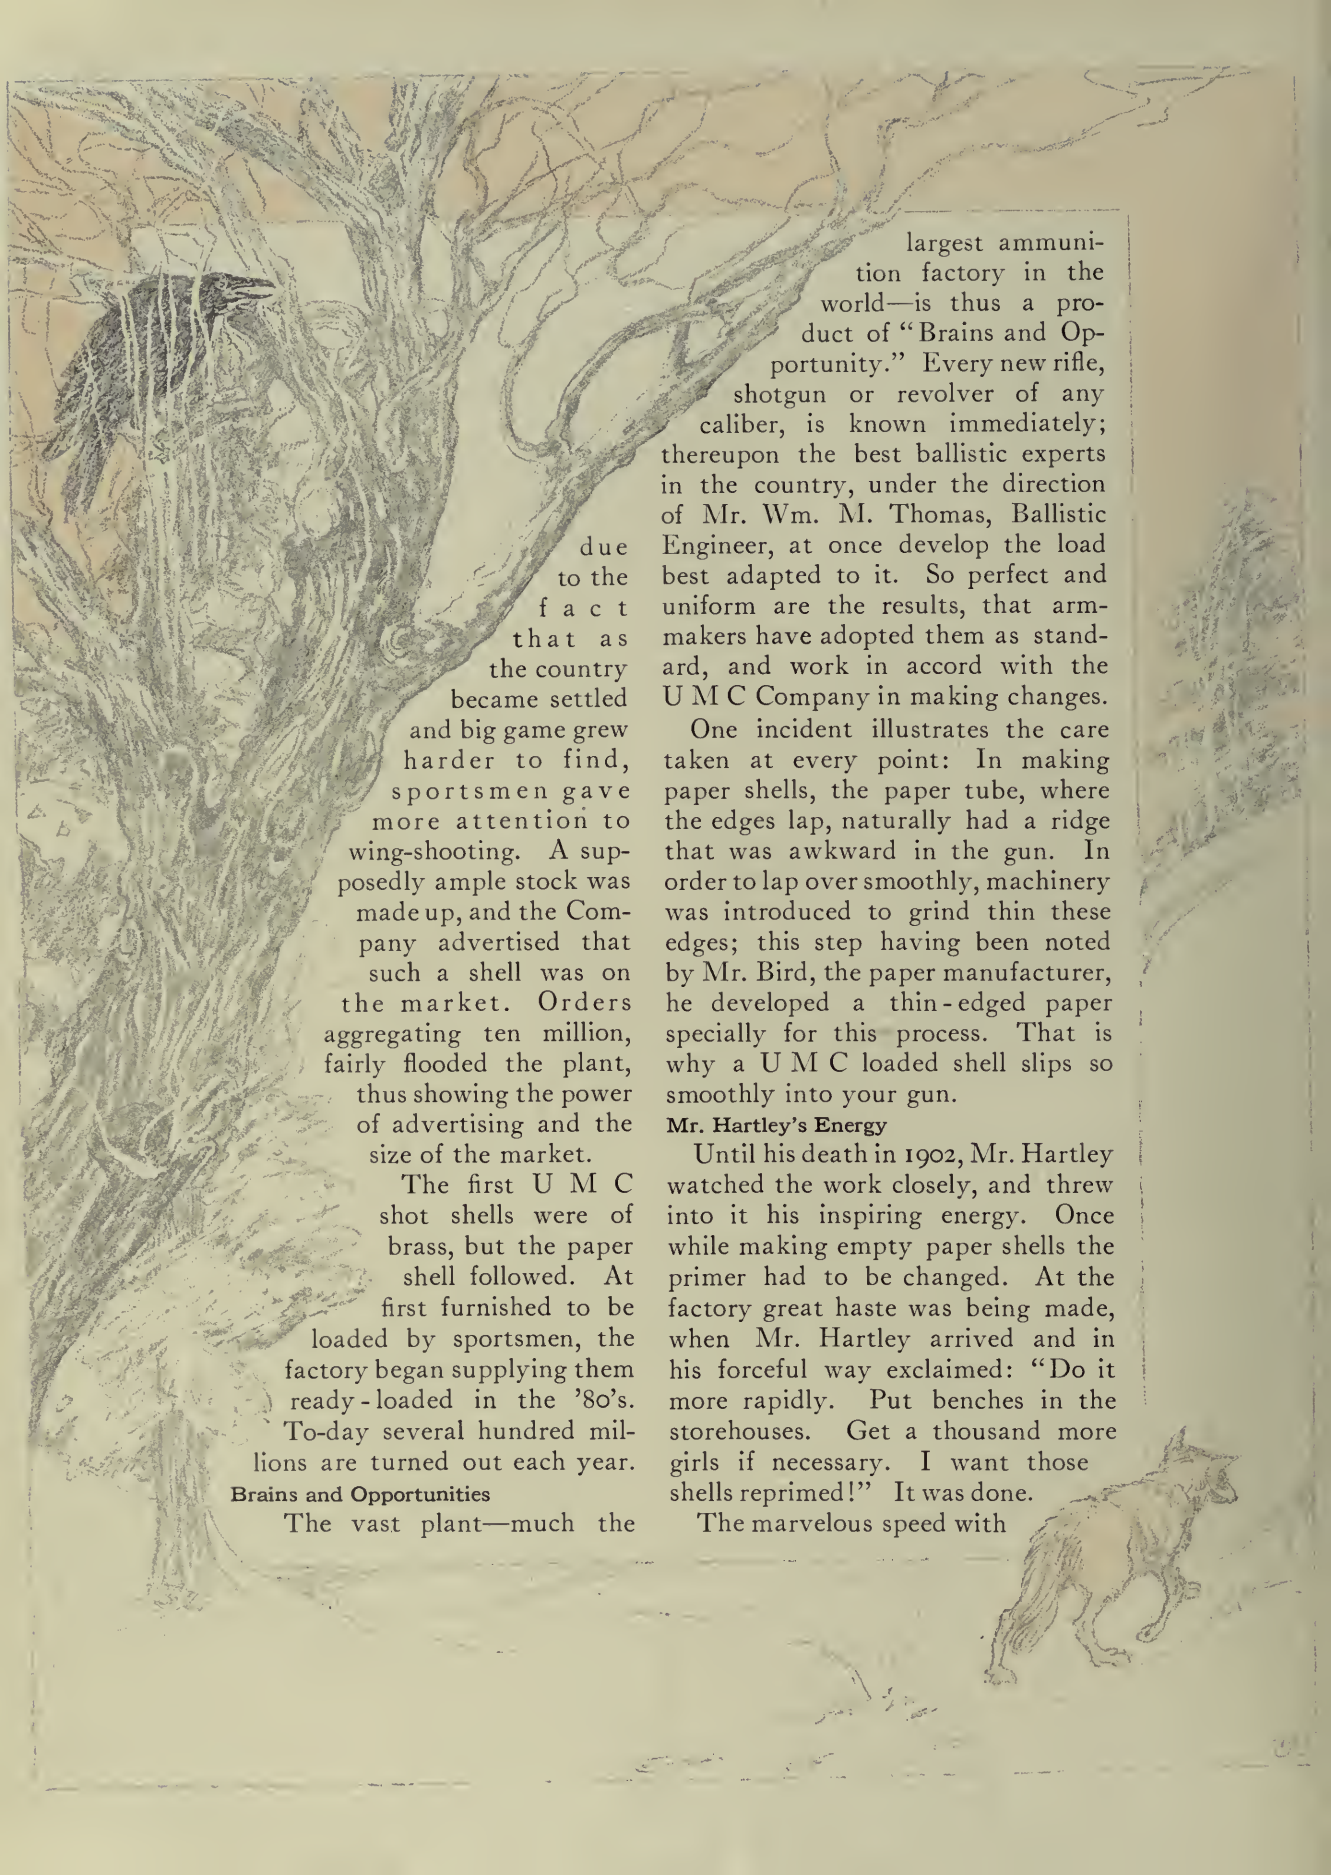 due
to the
fact
that as
the country
became settled
and big game grew
harder to find,
sportsmen gave
more attention to
wing-shooting. A sup-
posedly ample stock was
made up, and the Com-
pany advertised that
such a shell was on
the market. Orders
aggregating ten million,
fairly flooded the plant,
thus showing the power
of advertising and the
size of the market.
The first U M C
shot shells were of
brass, but the paper
shell followed. At
first furnished to be
loaded by sportsmen, the
factory began supplying them
ready-loaded in the '80's.
To-day several hundred mil-
lions are turned out each year.
Brains and Opportunities
The vast plant—much the
largest ammuni-
tion factory in the
world—is thus a pro-
duct of "Brains and Op-
portunity." Every new rifle,
shotgun or revolver of any
caliber, is known immediately;
thereupon the best ballistic experts
in the country, under the direction
of Mr. Wm. M. Thomas, Ballistic
Engineer, at once develop the load
best adapted to it. So perfect and
uniform are the results, that arm-
makers have adopted them as stand-
ard, and work in accord with the
U M C Company in making changes.
One incident illustrates the care
taken at every point: In making
paper shells, the paper tube, where
the edges lap, naturally had a ridge
that was awkward in the gun. In
order to lap over smoothly, machinery
was introduced to grind thin these
edges; this step having been noted
by Mr. Bird, the paper manufacturer,
he developed a thin-edged paper
specially for this process. That is
why a U M C loaded shell slips so
smoothly into your gun.
Mr. Hartley's Energy
Until his death in 1902, Mr. Hartley
watched the work closely, and threw
into it his inspiring energy. Once
while making empty paper shells the
primer had to be changed. At the
factory great haste was being made,
when Mr. Hartley arrived and in
his forceful way exclaimed: "Do it
more rapidly. Put benches in the
storehouses. Get a thousand more
girls if necessary. I want those
shells reprimed!" It was done.
The marvelous speed with